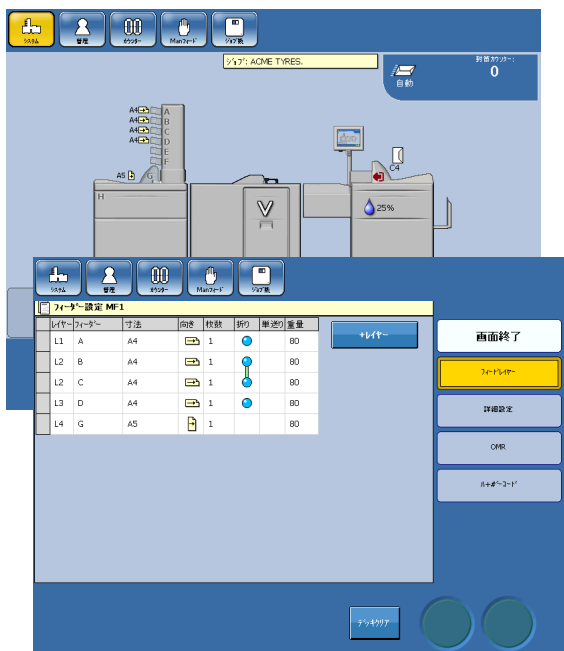 ｼｽﾃﾑ
管理
ｶｳﾝﾀｰ
Manﾌｨｰﾄﾞ
ｼﾞｮﾌﾞ数
ｼﾞｮﾌﾞ: ACME TYRES.
自動
封筒ｶｳﾝﾀｰ:
0
A4 A
A4 B
A4 C
A4 D
E
F
A5 G
H
C4
25%
ｼｽﾃﾑ
管理
ｶｳﾝﾀｰ
Manﾌｨｰﾄﾞ
ｼﾞｮﾌﾞ数
ﾌｨｰﾀﾞｰ設定 MF1
ﾚｲﾔｰ ﾌｨｰﾀﾞｰ 寸法 向き 枚数 折り 単送り 重量
L1 A A4 1 80
L2 B A4 1 80
L2 C A4 1 80
L3 D A4 1 80
L4 G A5 1 80
+ﾚｲﾔｰ
画面終了
ﾌｨｰﾄﾞﾚｲﾔｰ
詳細設定
OMR
ﾃﾞｯｷｸﾘｱ